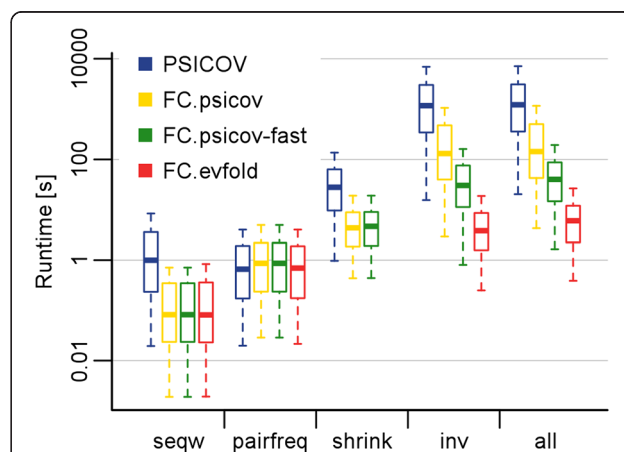 10000
100
1
0.01
Runtime [s]
PSICOV
FC.psicov
FC.psicov-fast
FC.evfold
seqw pairfreq shrink inv all